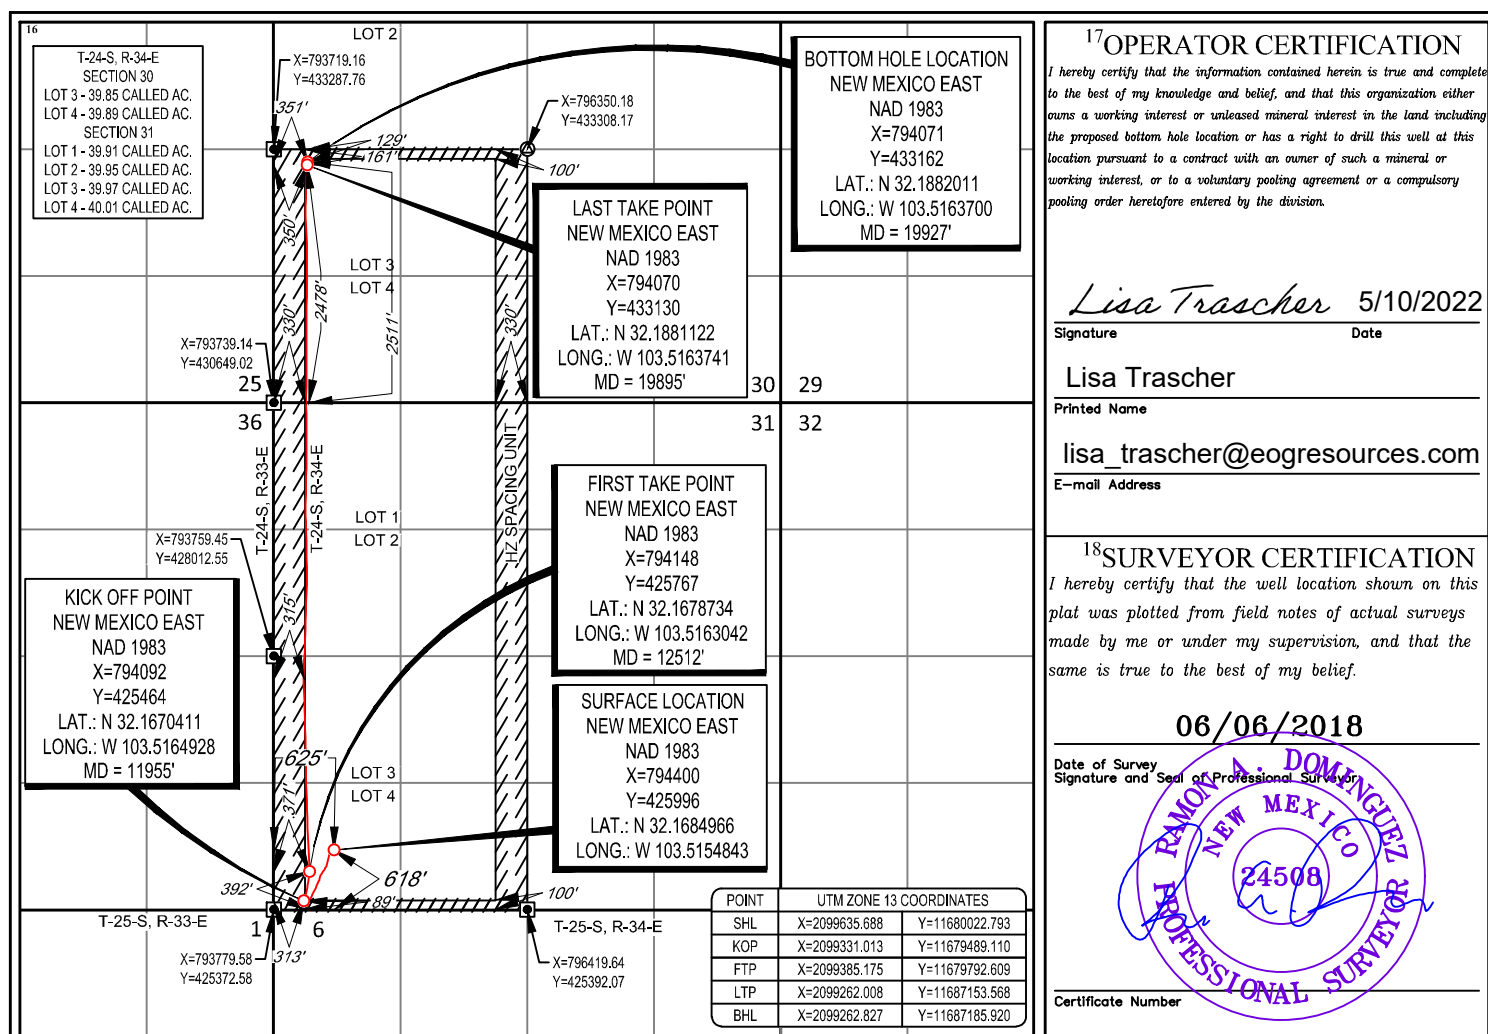 16
T-24-S, R-34-E
SECTION 30
LOT 3 - 39.85 CALLED AC.
LOT 4 - 39.89 CALLED AC.
SECTION 31
LOT 1 - 39.91 CALLED AC.
LOT 2 - 39.95 CALLED AC.
LOT 3 - 39.97 CALLED AC.
LOT 4 - 40.01 CALLED AC.
LOT 2
X=793719.16
Y=433287.76
351'
X=796350.18
Y=433308.17
129'
161'
100'
BOTTOM HOLE LOCATION
NEW MEXICO EAST
NAD 1983
X=794071
Y=433162
LAT.: N 32.1882011
LONG.: W 103.5163700
MD = 19927'
LAST TAKE POINT
NEW MEXICO EAST
NAD 1983
X=794070
Y=433130
LAT.: N 32.1881122
LONG.: W 103.5163741
MD = 19895'
350'
LOT 3
LOT 4
2478'
2511'
330'
330'
X=793739.14
Y=430649.02
25
30
29
36
31
32
T-24-S, R-33-E
T-24-S, R-34-E
HZ SPACING UNIT
LOT 1
LOT 2
FIRST TAKE POINT
NEW MEXICO EAST
NAD 1983
X=794148
Y=425767
LAT.: N 32.1678734
LONG.: W 103.5163042
MD = 12512'
X=793759.45
Y=428012.55
315'
KICK OFF POINT
NEW MEXICO EAST
NAD 1983
X=794092
Y=425464
LAT.: N 32.1670411
LONG.: W 103.5164928
MD = 11955'
SURFACE LOCATION
NEW MEXICO EAST
NAD 1983
X=794400
Y=425996
LAT.: N 32.1684966
LONG.: W 103.5154843
625'
371'
LOT 3
LOT 4
392'
618'
89'
100'
T-25-S, R-33-E
1
6
T-25-S, R-34-E
313'
X=793779.58
Y=425372.58
X=796419.64
Y=425392.07
POINT UTM ZONE 13 COORDINATES
SHL X=2099635.688 Y=11680022.793
KOP X=2099331.013 Y=11679489.110
FTP X=2099385.175 Y=11679792.609
LTP X=2099262.008 Y=11687153.568
BHL X=2099262.827 Y=11687185.920
17OPERATOR CERTIFICATION
I hereby certify that the information contained herein is true and complete
to the best of my knowledge and belief, and that this organization either
owns a working interest or unleased mineral interest in the land including
the proposed bottom hole location or has a right to drill this well at this
location pursuant to a contract with an owner of such a mineral or
working interest, or to a voluntary pooling agreement or a compulsory
pooling order heretofore entered by the division.
Lisa Trascher 5/10/2022
Signature Date
Lisa Trascher
Printed Name
lisa_trascher@eogresources.com
E-mail Address
18SURVEYOR CERTIFICATION
I hereby certify that the well location shown on this
plat was plotted from field notes of actual surveys
made by me or under my supervision, and that the
same is true to the best of my belief.
06/06/2018
Date of Survey
Signature and Seal of Professional Surveyor
RAMON A. DOMINGUEZ
NEW MEXICO
24508
PROFESSIONAL SURVEYOR
Certificate Number